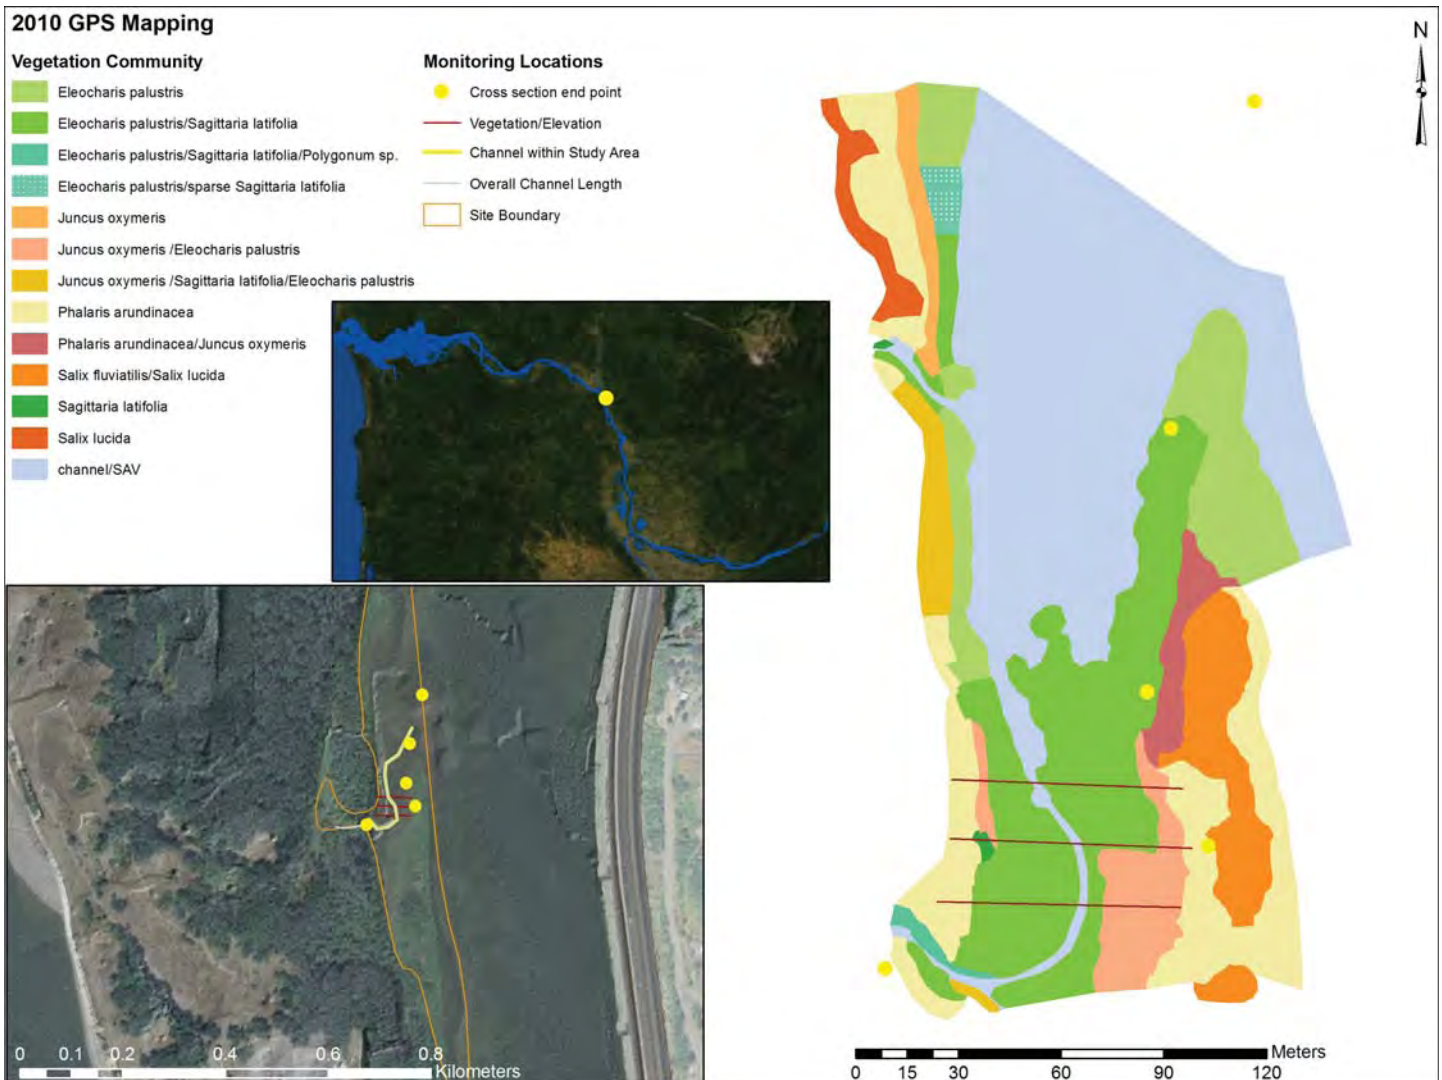 2010 GPS Mapping
Vegetation Community
Eleocharis palustris
Eleocharis palustris/Sagittaria latifolia
Eleocharis palustris/Sagittaria latifolia/Polygonum sp.
Eleocharis palustris/sparse Sagittaria latifolia
Juncus oxymeris
Juncus oxymeris /Eleocharis palustris
Juncus oxymeris /Sagittaria latifolia/Eleocharis palustris
Phalaris arundinacea
Phalaris arundinacea/Juncus oxymeris
Salix fluviatilis/Salix lucida
Sagittaria latifolia
Salix lucida
channel/SAV
Monitoring Locations
Cross section end point
Vegetation/Elevation
Channel within Study Area
Overall Channel Length
Site Boundary
N
0 0.1 0.2 0.4 0.6 0.8
Kilometers
Meters
0 15 30 60 90 120